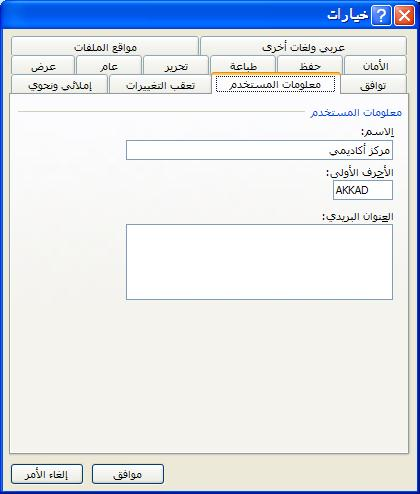 خيارات
عربي ولغات أخرى مواقع الملفات
الأمان حفظ طباعة تحرير عام عرض
توافق معلومات المستخدم تعقب التغييرات إملائي ونحوي
معلومات المستخدم
الاسم:
مركز أكاديمي
الأحرف الأولى:
AKKAD
العنوان البريدي:
موافق إلغاء الأمر